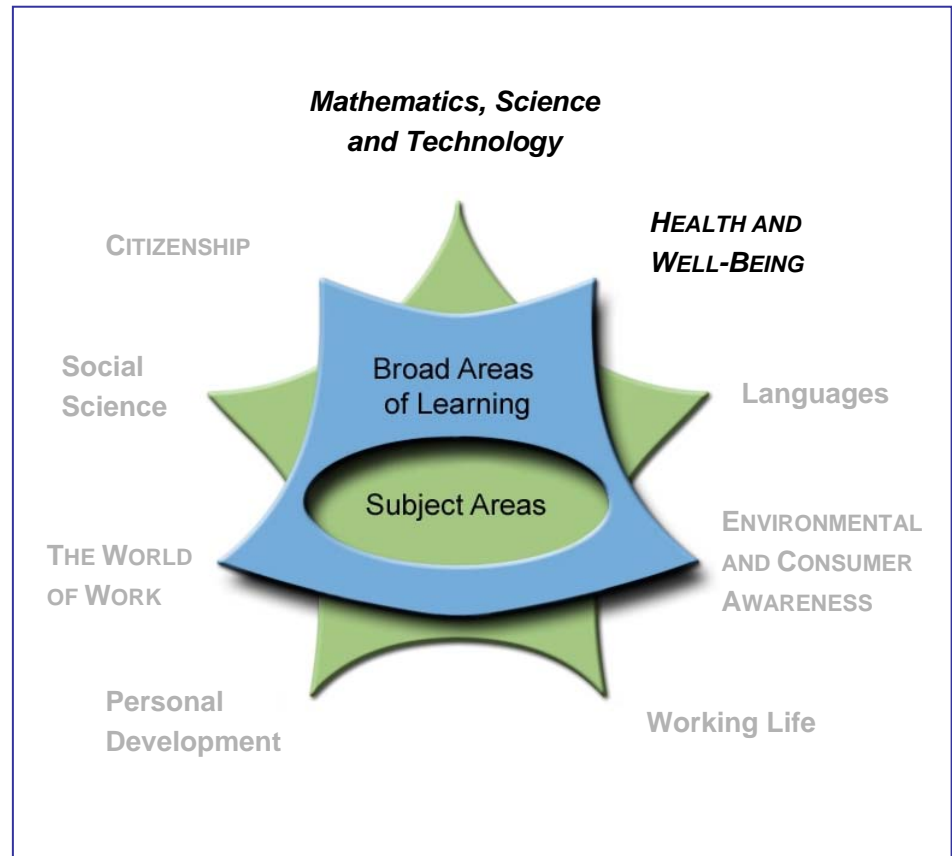 Mathematics, Science
and Technology
CITIZENSHIP
HEALTH AND
WELL-BEING
Social
Science
Broad Areas
of Learning
Languages
Subject Areas
THE WORLD
OF WORK
ENVIRONMENTAL
AND CONSUMER
AWARENESS
Personal
Development
Working Life